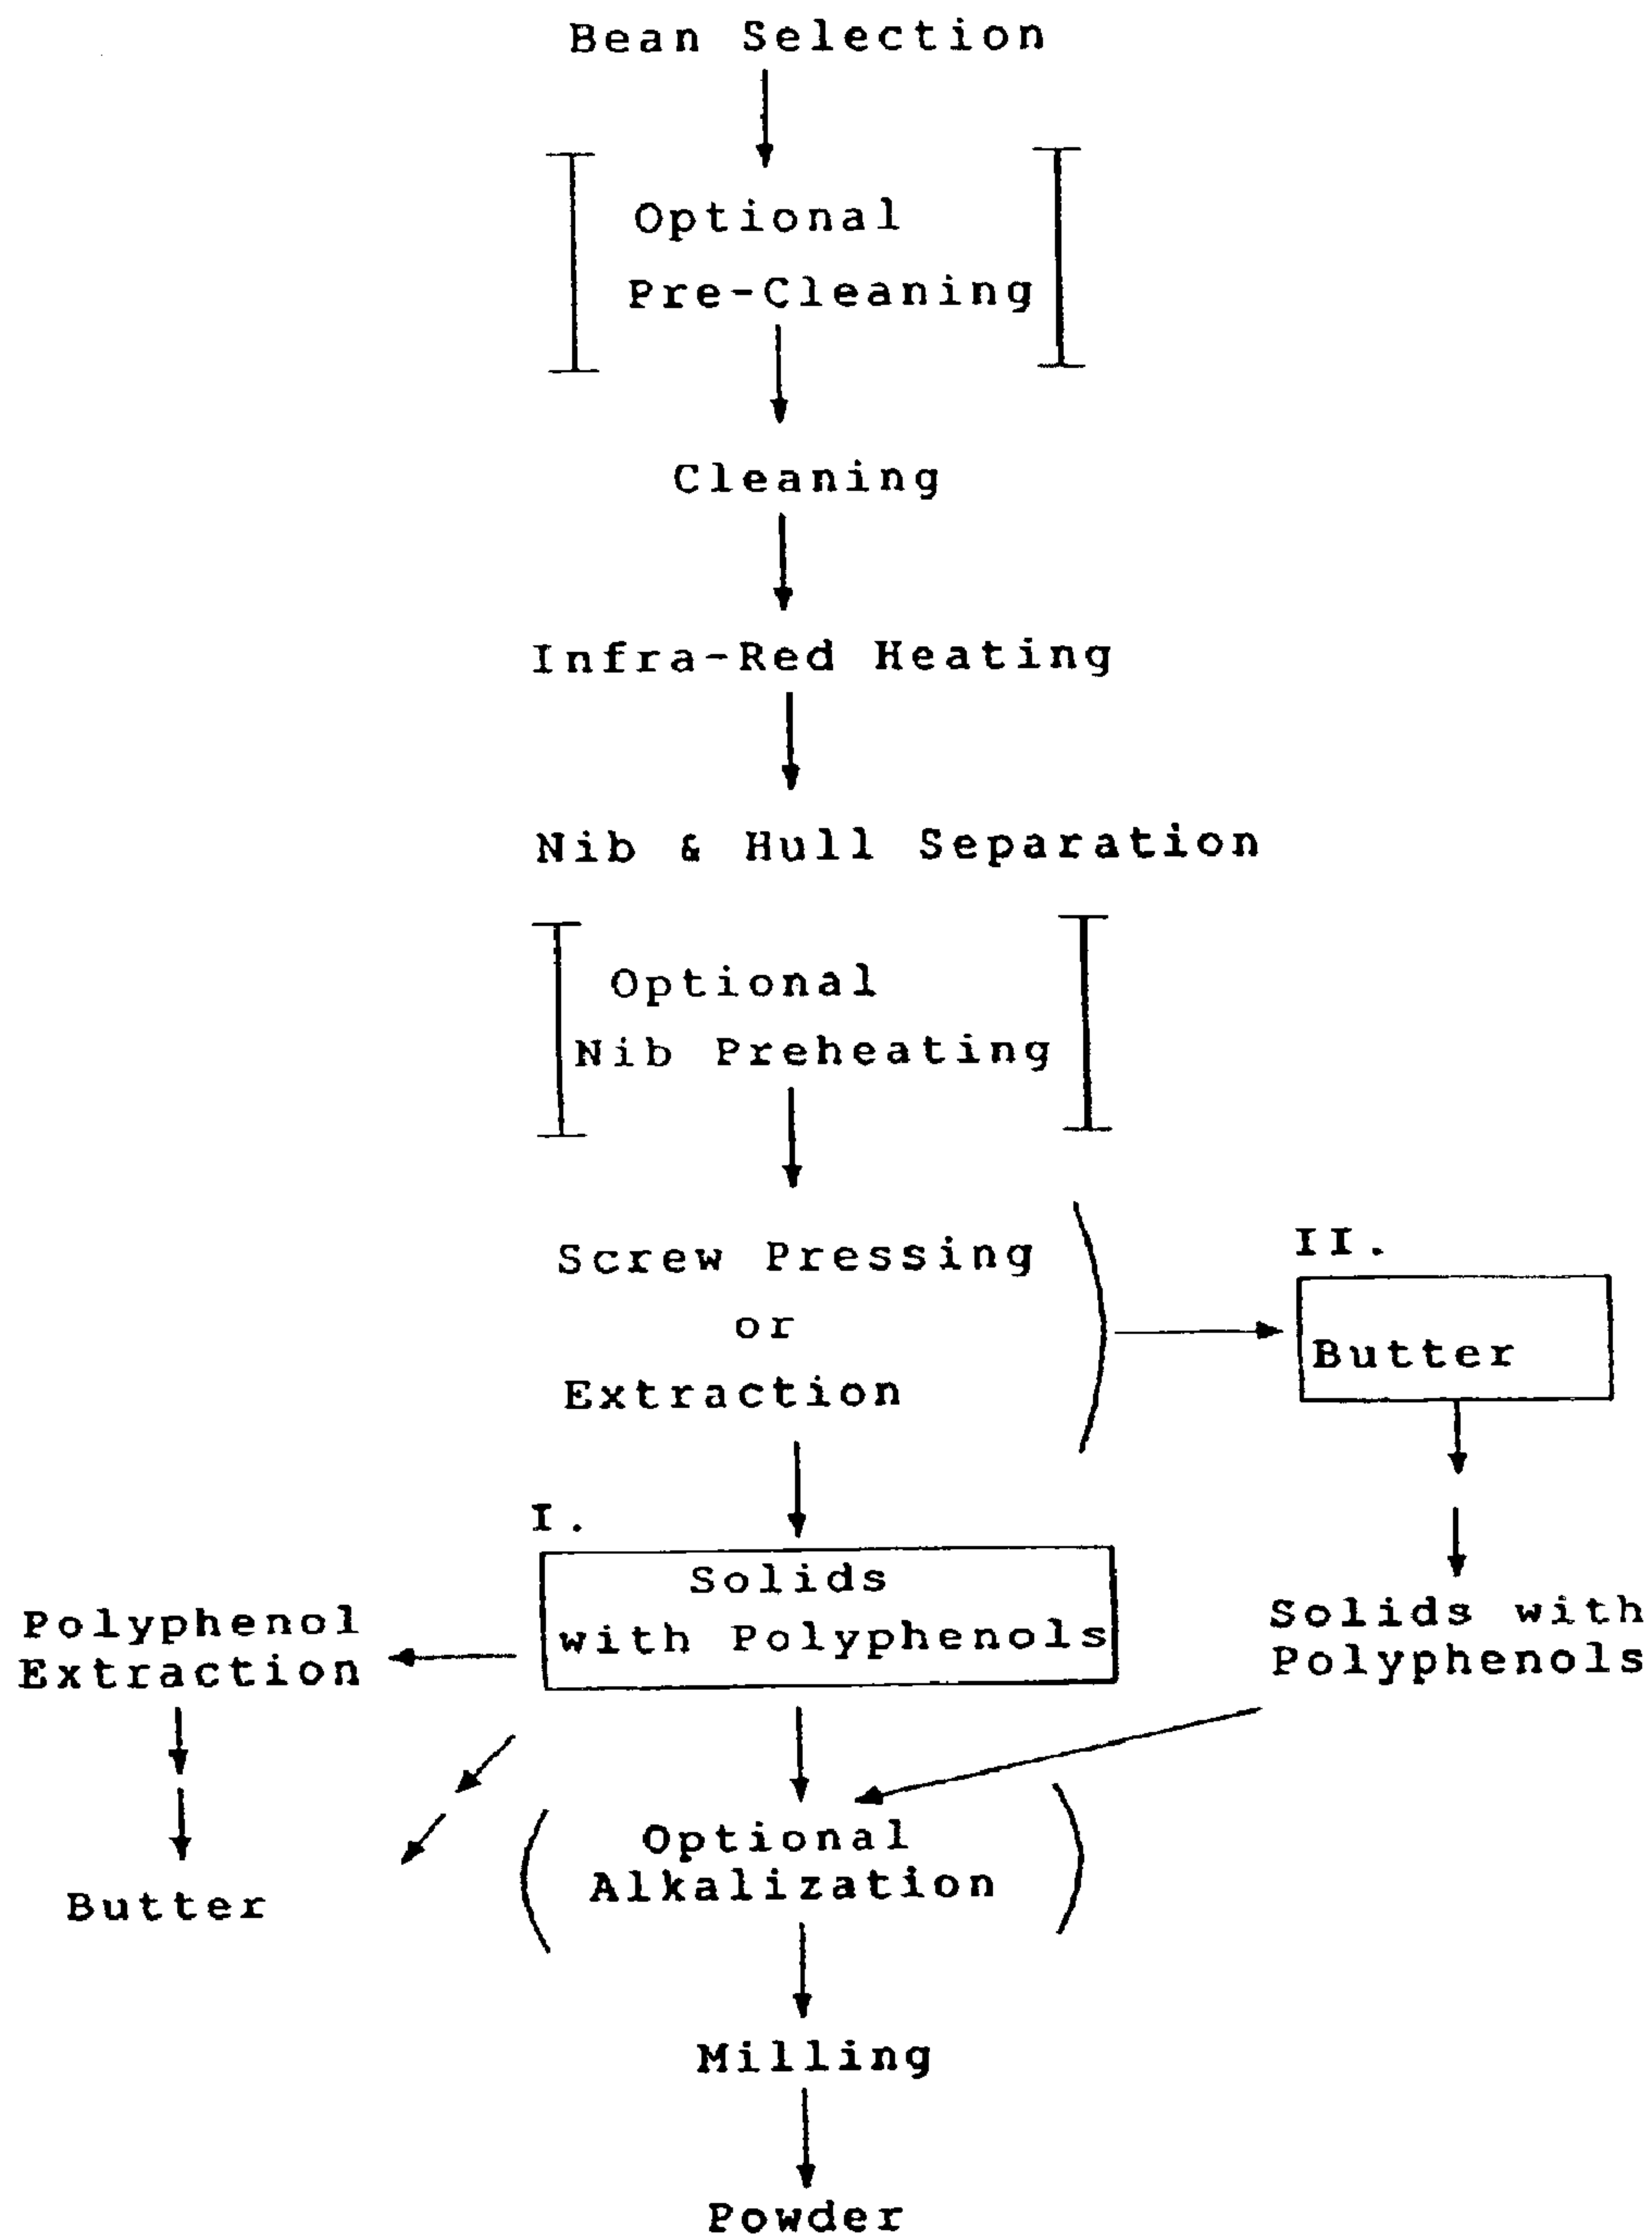 Bean Selection
Optional
Pre-Cleaning
Cleaning
Infra-Red Heating
Nib & Hull Separation
Optional
Nib Preheating
Screw Pressing
or
Extraction
II.
Butter
I.
Solids
with Polyphenols
Polyphenol
Extraction
Solids with
Polyphenols
Butter
Optional
Alkalization
Milling
Powder